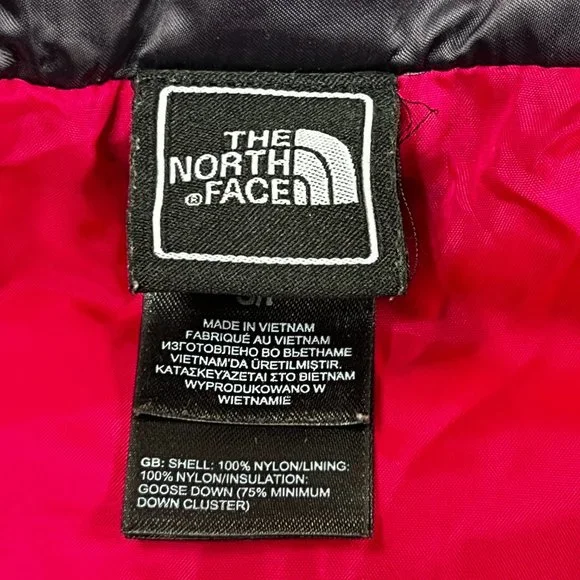 THE
NORTH
®FACE
MADE IN VIETNAM
FABRIQUÉ AU VIETNAM
ИЗГОТОВЛЕНО ВО ВЬЕТНАМЕ
VIETNAM'DA ÜRETILMIŞTIR.
ΚΑΤΑΣΚΕΥΑΖΕΤΑΙ ΣΤΟ ΒΙΕΤΝΑΜ
WYPRODUKOWANO W
WIETNAMIE
GB: SHELL: 100% NYLON/LINING:
100% NYLON/INSULATION:
GOOSE DOWN (75% MINIMUM
DOWN CLUSTER)